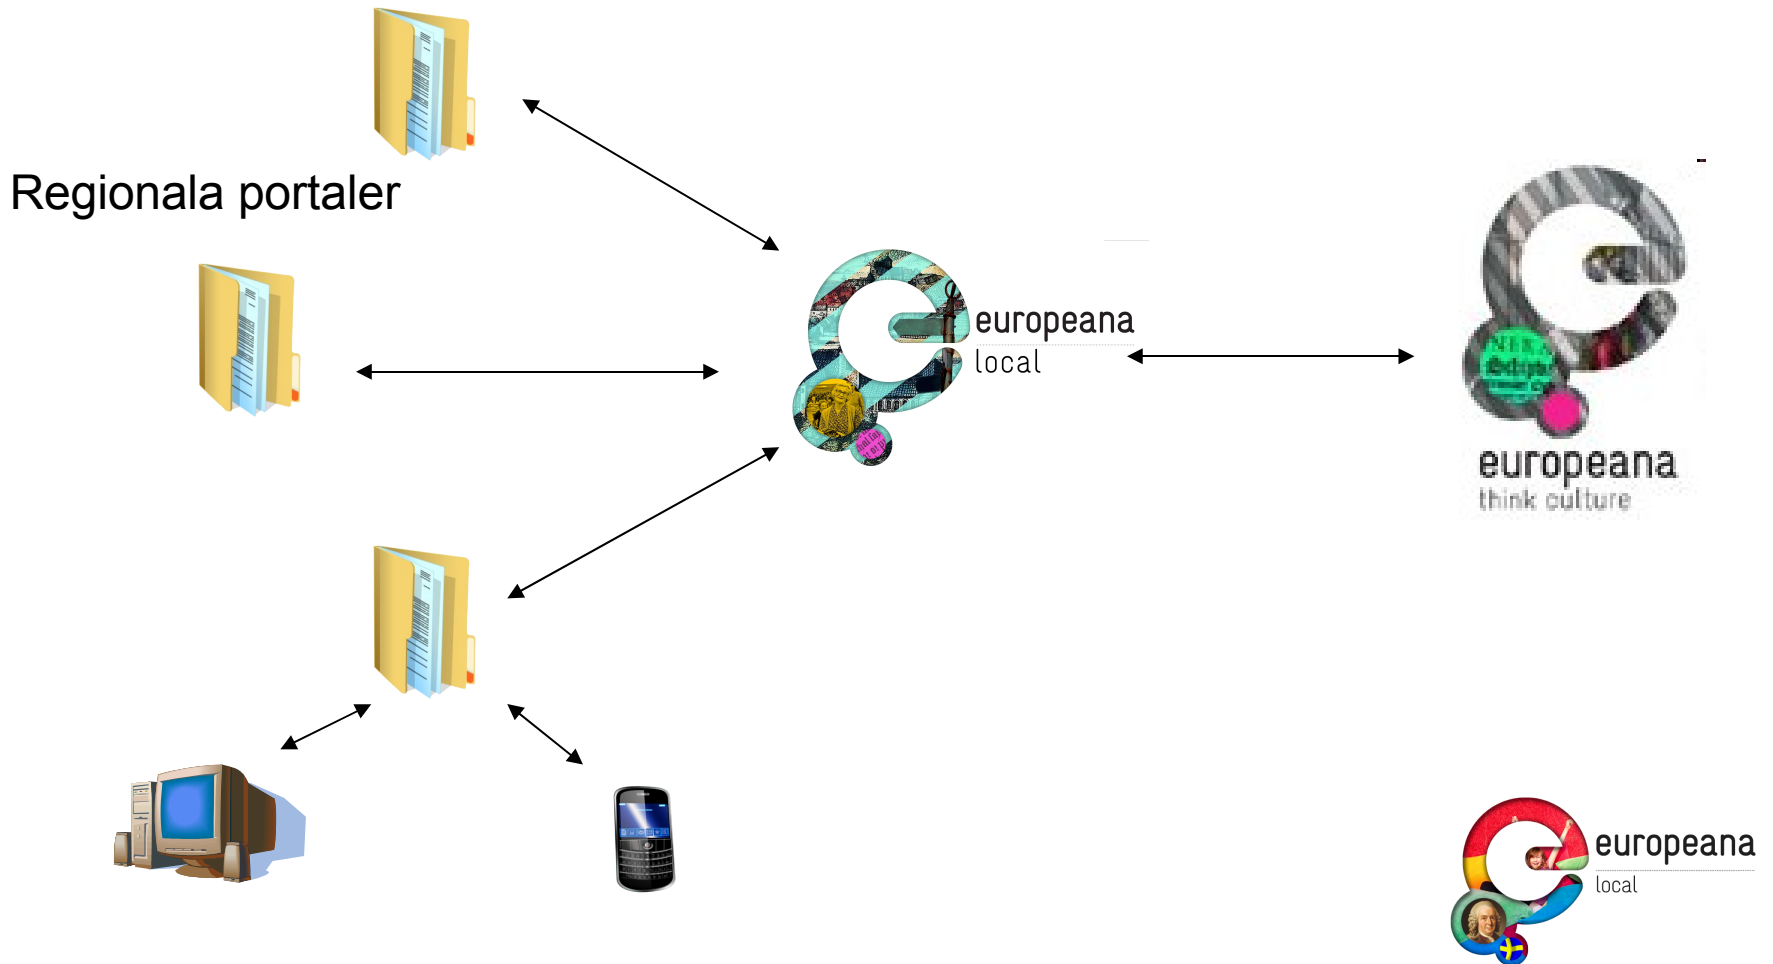 Regionala portaler
europeana
local
europeana
think culture
europeana
local